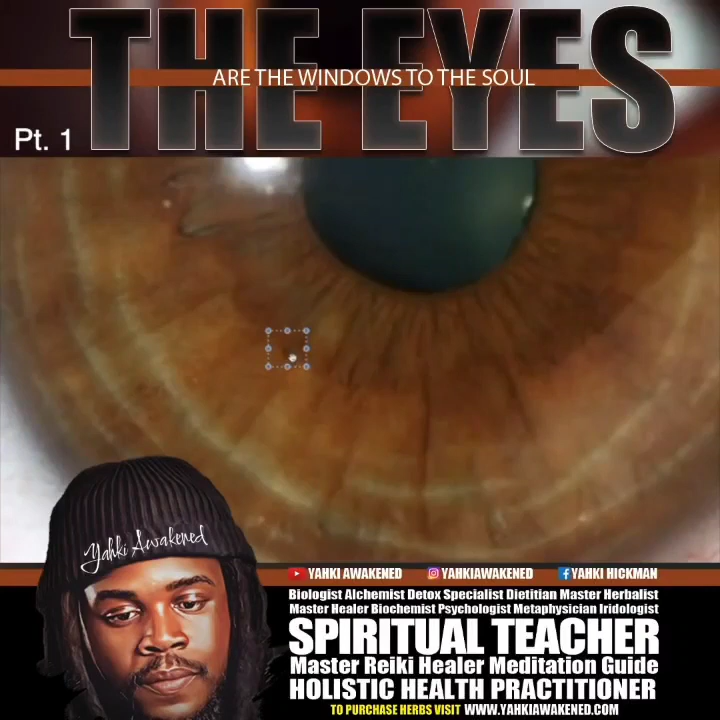 THE EYES
ARE THE WINDOWS TO THE SOUL
Pt. 1
Yahki Awakened
YAHKI AWAKENED YAHKIAWAKENED YAHKI HICKMAN
Biologist Alchemist Detox Specialist Dietitian Master Herbalist
Master Healer Biochemist Psychologist Metaphysician Iridologist
SPIRITUAL TEACHER
Master Reiki Healer Meditation Guide
HOLISTIC HEALTH PRACTITIONER
TO PURCHASE HERBS VISIT WWW.YAHKIAWAKENED.COM